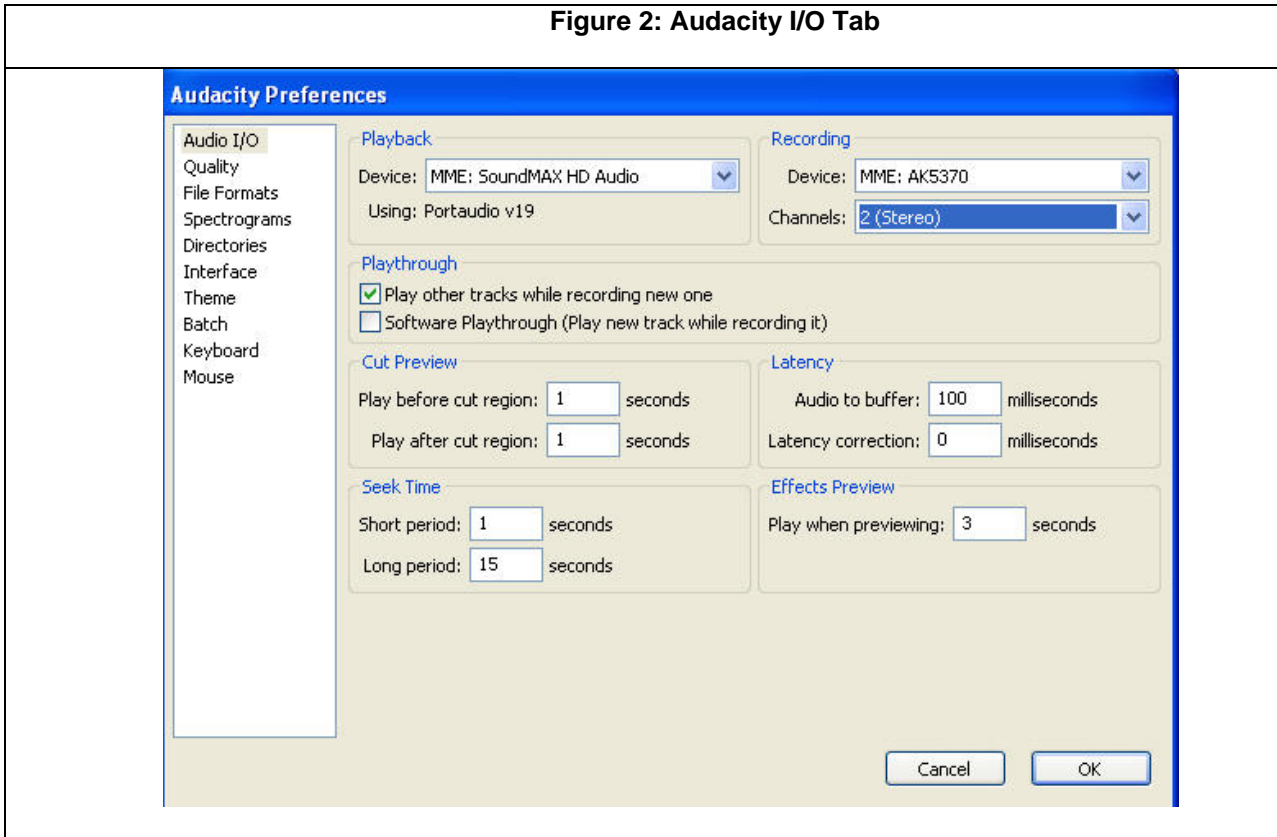 Figure 2: Audacity I/O Tab
Audacity Preferences
Audio I/O
Quality
File Formats
Spectrograms
Directories
Interface
Theme
Batch
Keyboard
Mouse
Playback
Device: MME: SoundMAX HD Audio
Using: Portaudio v19
Recording
Device: MME: AK5370
Channels: 2 (Stereo)
Playthrough
Play other tracks while recording new one
Software Playthrough (Play new track while recording it)
Cut Preview
Play before cut region: 1 seconds
Play after cut region: 1 seconds
Latency
Audio to buffer: 100 milliseconds
Latency correction: 0 milliseconds
Seek Time
Short period: 1 seconds
Long period: 15 seconds
Effects Preview
Play when previewing: 3 seconds
Cancel
OK